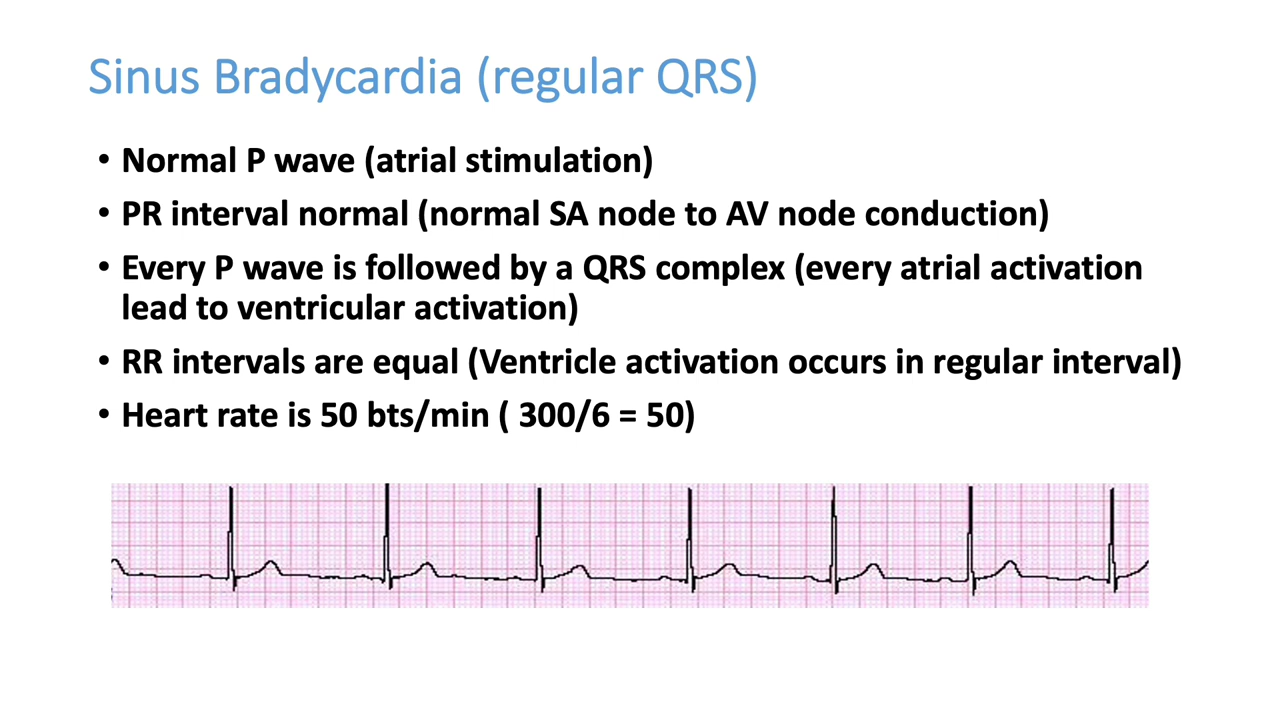 Sinus Bradycardia (regular QRS)
• Normal P wave (atrial stimulation)
• PR interval normal (normal SA node to AV node conduction)
• Every P wave is followed by a QRS complex (every atrial activation
lead to ventricular activation)
• RR intervals are equal (Ventricle activation occurs in regular interval)
• Heart rate is 50 bts/min ( 300/6 = 50)